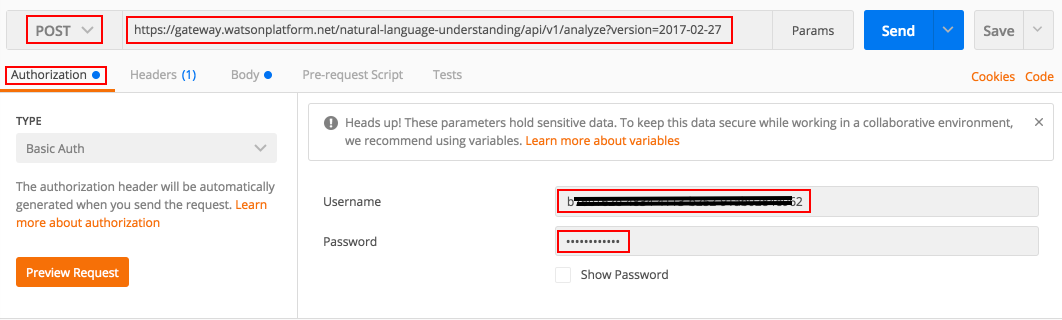 POST https://gateway.watsonplatform.net/natural-language-understanding/api/v1/analyze?version=2017-02-27 Params Send Save
Authorization Headers (1) Body Pre-request Script Tests Cookies Code
TYPE
Basic Auth
The authorization header will be automatically
generated when you send the request. Learn
more about authorization
Preview Request
Heads up! These parameters hold sensitive data. To keep this data secure while working in a collaborative environment,
we recommend using variables. Learn more about variables
Username
Password ••••••••••••
Show Password